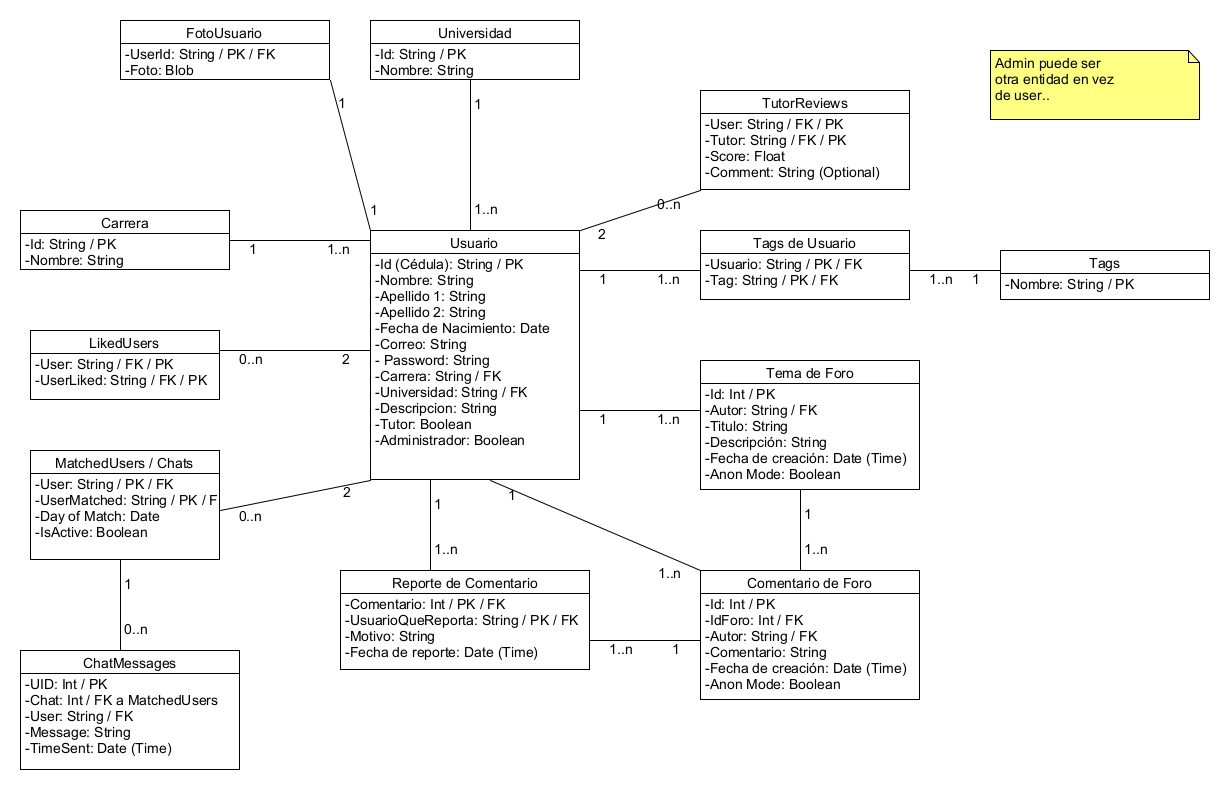 FotoUsuario
-UserId: String / PK / FK
-Foto: Blob
Universidad
-Id: String / PK
-Nombre: String
Admin puede ser
otra entidad en vez
de user..
TutorReviews
-User: String / FK / PK
-Tutor: String / FK / PK
-Score: Float
-Comment: String (Optional)
1
1
1
1..n
0..n
2
Carrera
-Id: String / PK
-Nombre: String
1
1..n
Usuario
-Id (Cédula): String / PK
-Nombre: String
-Apellido 1: String
-Apellido 2: String
-Fecha de Nacimiento: Date
-Correo: String
- Password: String
-Carrera: String / FK
-Universidad: String / FK
-Descripcion: String
-Tutor: Boolean
-Administrador: Boolean
Tags de Usuario
-Usuario: String / PK / FK
-Tag: String / PK / FK
1
1..n
1..n
1
Tags
-Nombre: String / PK
LikedUsers
-User: String / FK / PK
-UserLiked: String / FK / PK
0..n
2
Tema de Foro
-Id: Int / PK
-Autor: String / FK
-Titulo: String
-Descripción: String
-Fecha de creación: Date (Time)
-Anon Mode: Boolean
1
1..n
MatchedUsers / Chats
-User: String / PK / FK
-UserMatched: String / PK / F
-Day of Match: Date
-IsActive: Boolean
2
0..n
1
1..n
1
1..n
1
1..n
1
0..n
Reporte de Comentario
-Comentario: Int / PK / FK
-UsuarioQueReporta: String / PK / FK
-Motivo: String
-Fecha de reporte: Date (Time)
1..n
1
Comentario de Foro
-Id: Int / PK
-IdForo: Int / FK
-Autor: String / FK
-Comentario: String
-Fecha de creación: Date (Time)
-Anon Mode: Boolean
ChatMessages
-UID: Int / PK
-Chat: Int / FK a MatchedUsers
-User: String / FK
-Message: String
-TimeSent: Date (Time)